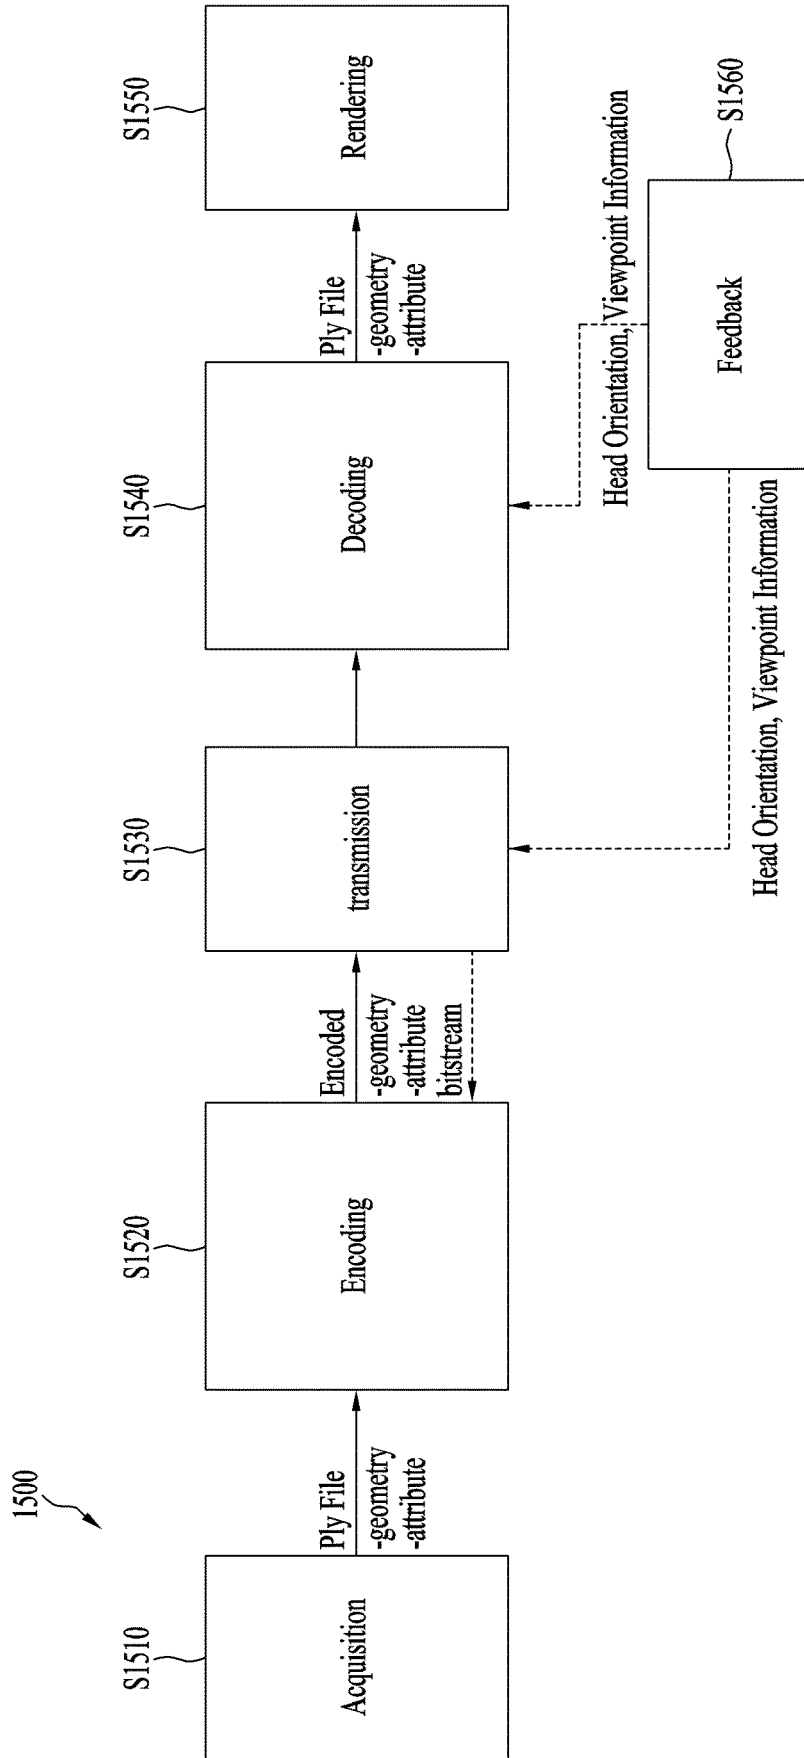 1500
S1510
Acquisition
Ply File
-geometry
-attribute
S1520
Encoding
Encoded
-geometry
-attribute
bitstream
S1530
transmission
S1540
Decoding
Ply File
-geometry
-attribute
S1550
Rendering
Head Orientation, Viewpoint Information
Head Orientation, Viewpoint Information
Feedback
S1560